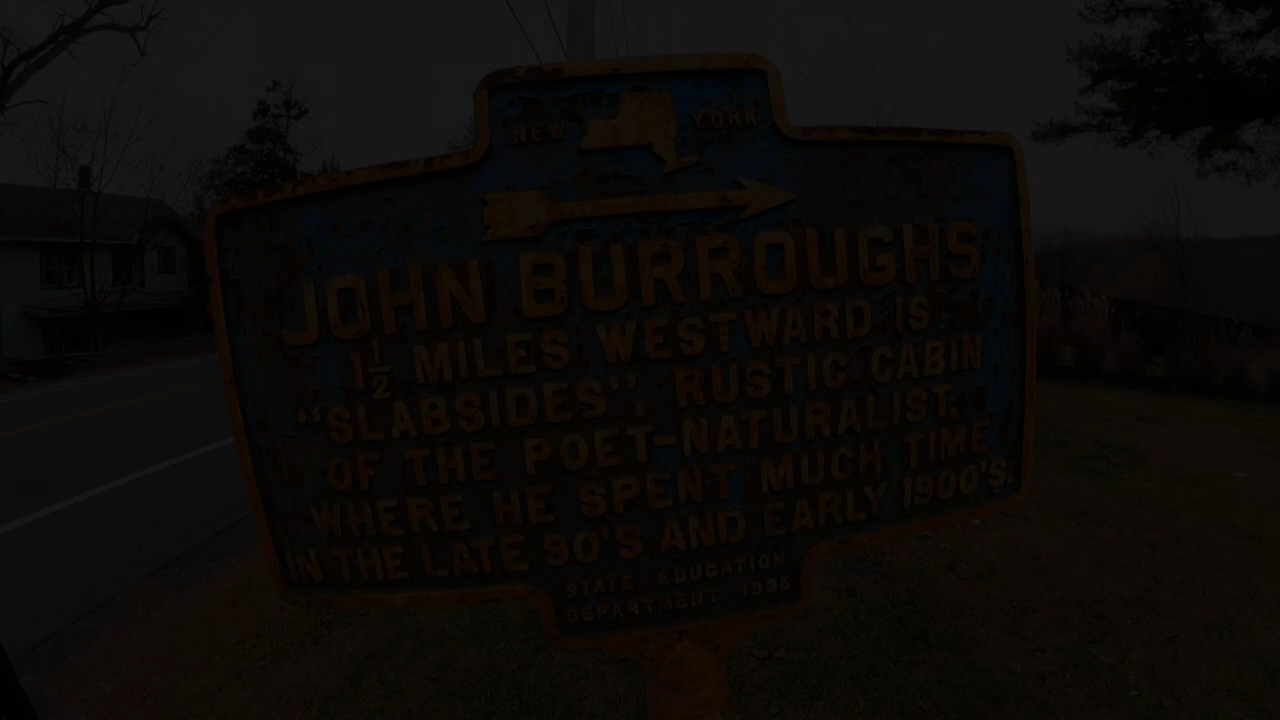 NEW YORK
JOHN BURROUGHS
1½ MILES WESTWARD IS
"SLABSIDES", RUSTIC CABIN
OF THE POET-NATURALIST.
WHERE HE SPENT MUCH TIME
IN THE LATE 90'S AND EARLY 1900'S.
STATE EDUCATION
DEPARTMENT 1935